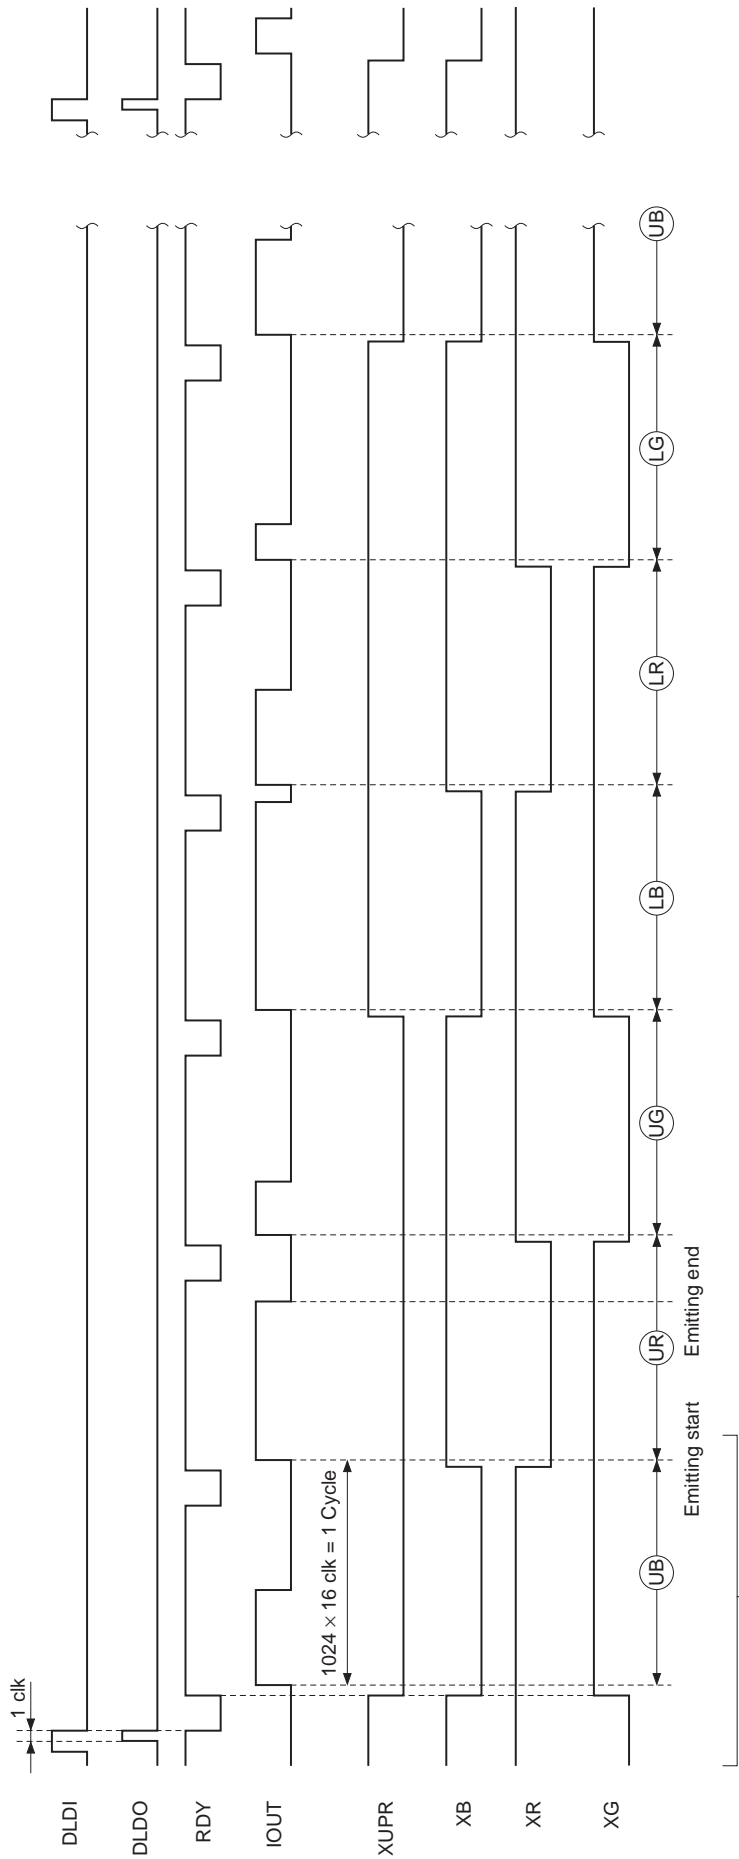 DLDI
DLDO
RDY
IOUT
XUPR
XB
XR
XG
1 clk
1024 × 16 clk = 1 Cycle
UB
UR
UG
LB
LR
LG
UB
Emitting start
Emitting end